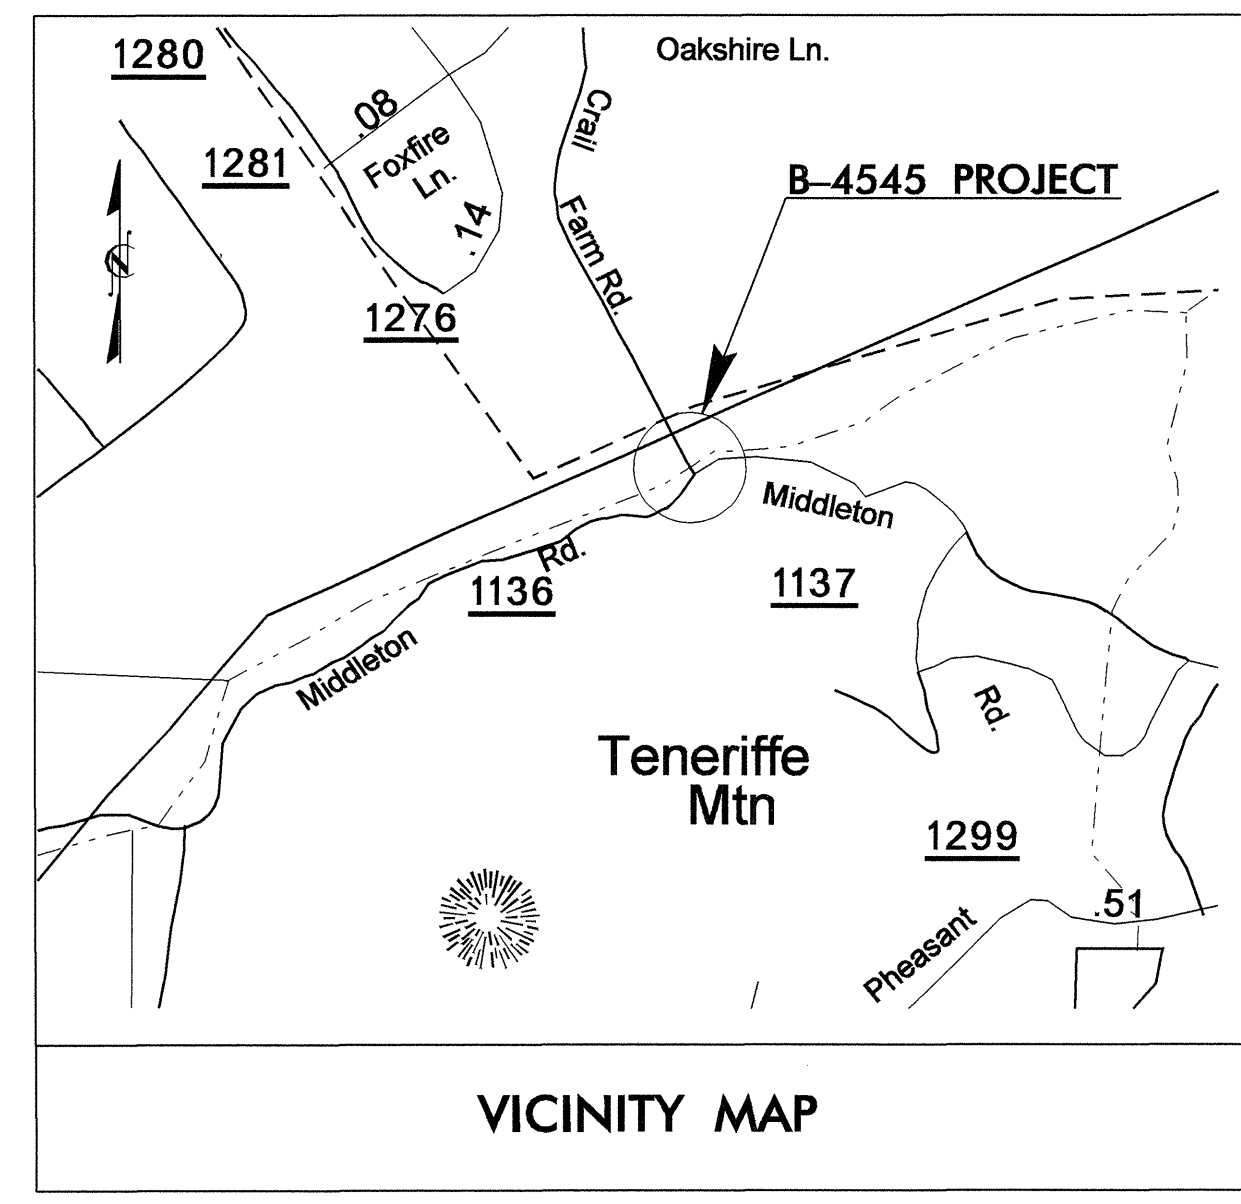 1280
Oakshire Ln.
.08
Crail
1281
Foxfire
Ln.
B-4545 PROJECT
.14
Farm Rd.
N
1276
Middleton
Rd.
1136
1137
Middleton
Rd.
Teneriffe
Mtn
1299
.51
Pheasant
VICINITY MAP